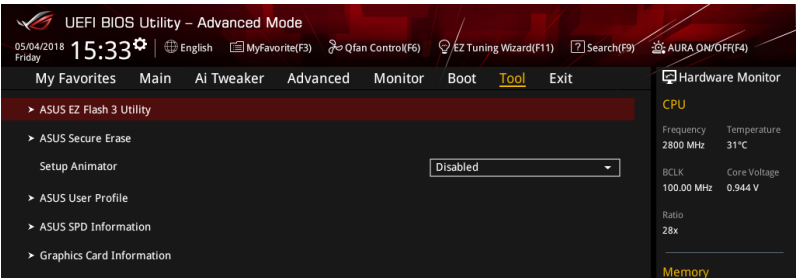 UEFI BIOS Utility – Advanced Mode
05/04/2018 Friday 15:33 English MyFavorite(F3) Qfan Control(F6) EZ Tuning Wizard(F11) ? Search(F9) AURA ON/OFF(F4)
My Favorites Main Ai Tweaker Advanced Monitor Boot Tool Exit
Hardware Monitor
> ASUS EZ Flash 3 Utility
> ASUS Secure Erase
Setup Animator Disabled
> ASUS User Profile
> ASUS SPD Information
> Graphics Card Information
CPU
Frequency Temperature
2800 MHz 31°C
BCLK Core Voltage
100.00 MHz 0.944 V
Ratio
28x
Memory